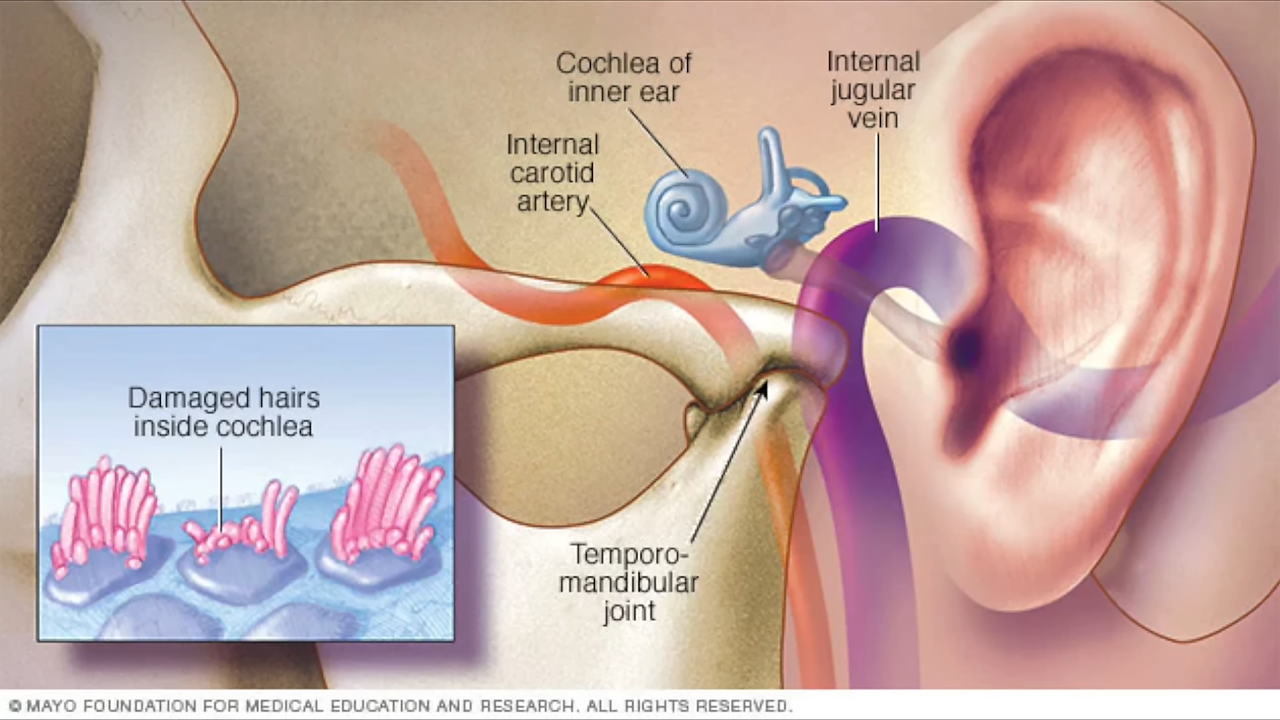 Cochlea of
inner ear
Internal
jugular
vein
Internal
carotid
artery
Damaged hairs
inside cochlea
Temporo-
mandibular
joint
© MAYO FOUNDATION FOR MEDICAL EDUCATION AND RESEARCH. ALL RIGHTS RESERVED.